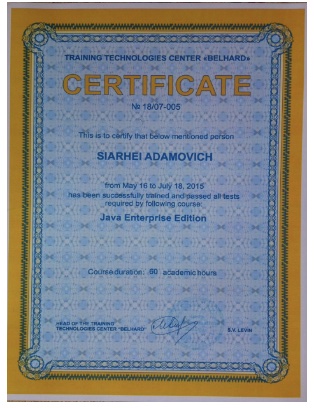 TRAINING TECHNOLOGIES CENTER «BELHARD»
CERTIFICATE
№ 18/07-005
This is to certify that below mentioned person
SIARHEI ADAMOVICH
from May 16 to July 18, 2015
has been successfully trained and passed all tests
required by following course:
Java Enterprise Edition
Course duration: 60 academic hours
HEAD OF THE TRAINING
TECHNOLOGIES CENTER "BELHARD"
E.V. LEVIN